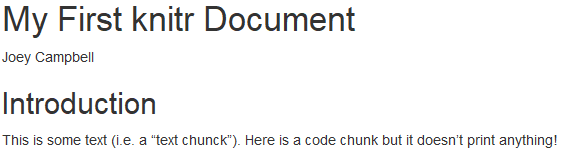 My First knitr Document
Joey Campbell
Introduction
This is some text (i.e. a “text chunck”). Here is a code chunk but it doesn’t print anything!